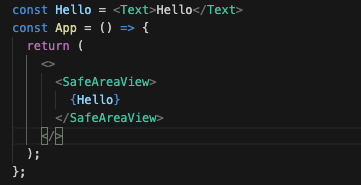 const Hello = <Text>Hello</Text>
const App = () => {
  return (
    <>
      <SafeAreaView>
        {Hello}
      </SafeAreaView>
    </>
  );
};